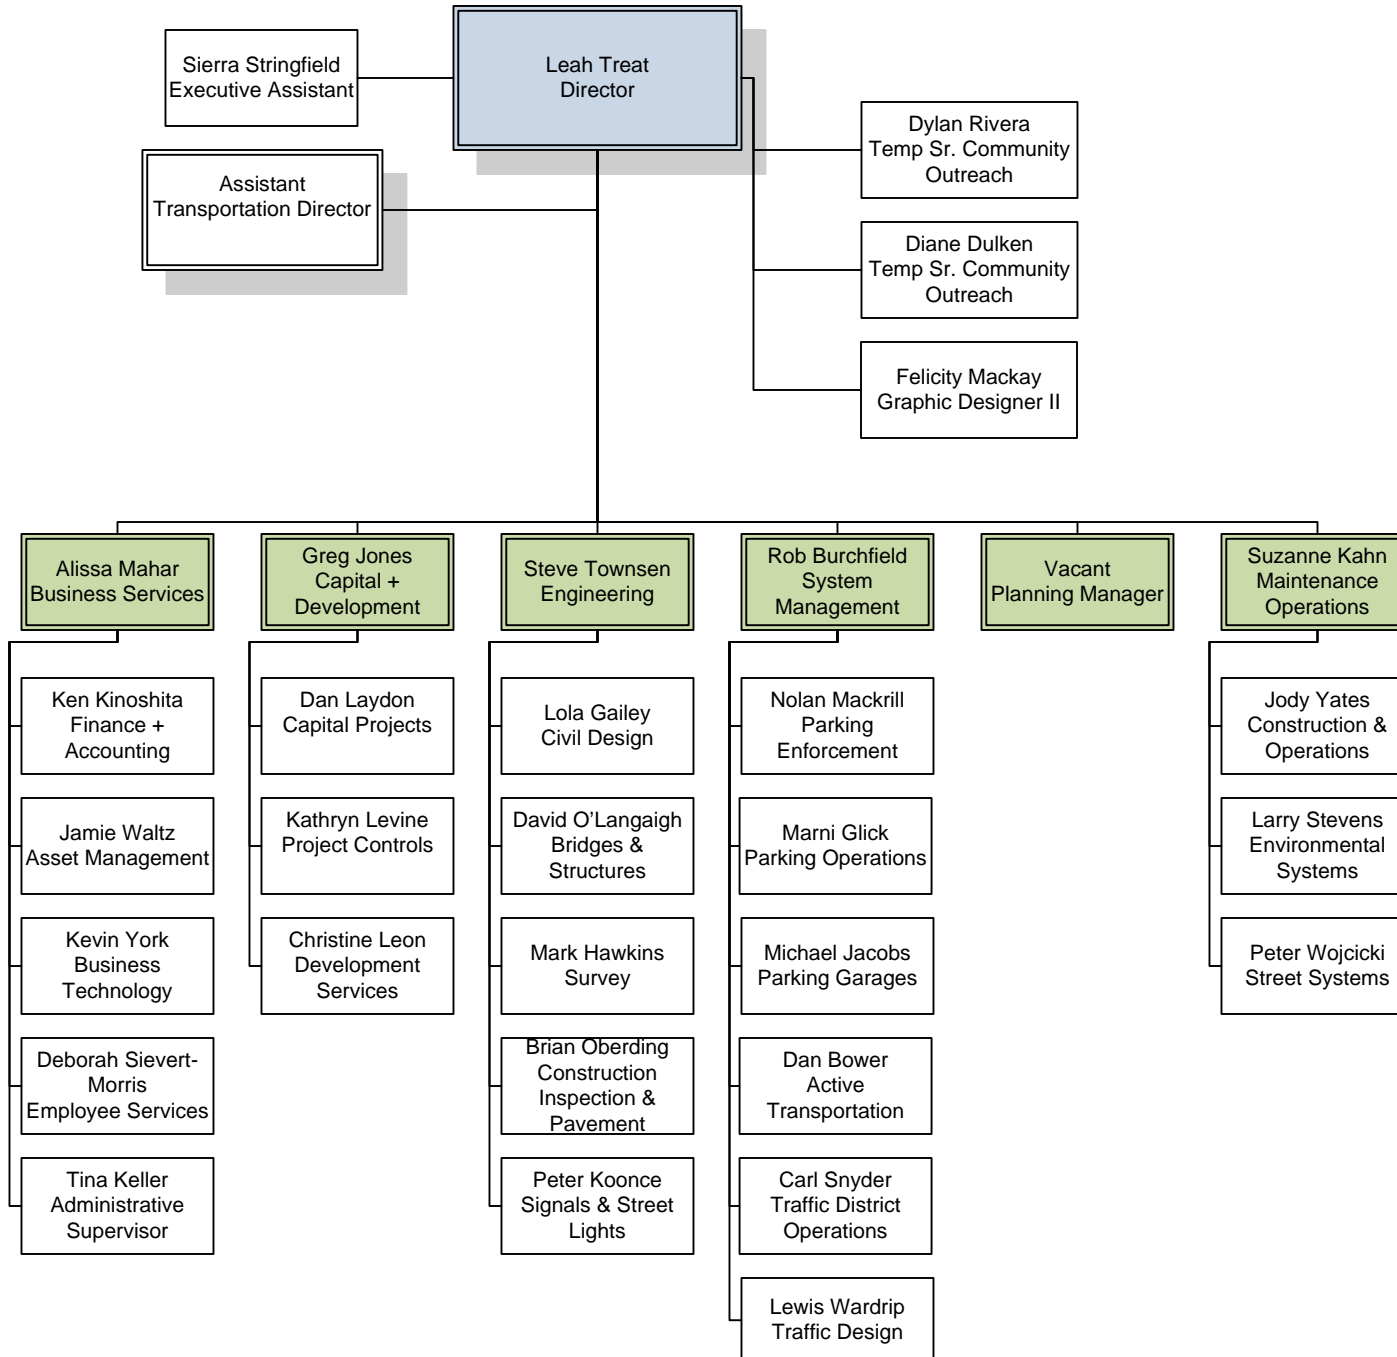 Sierra Stringfield
Executive Assistant
Leah Treat
Director
Dylan Rivera
Temp Sr. Community
Outreach
Assistant
Transportation Director
Diane Dulken
Temp Sr. Community
Outreach
Felicity Mackay
Graphic Designer II
Alissa Mahar
Business Services
Greg Jones
Capital +
Development
Steve Townsen
Engineering
Rob Burchfield
System
Management
Vacant
Planning Manager
Suzanne Kahn
Maintenance
Operations
Ken Kinoshita
Finance +
Accounting
Jamie Waltz
Asset Management
Kevin York
Business
Technology
Deborah Sievert-
Morris
Employee Services
Tina Keller
Administrative
Supervisor
Dan Laydon
Capital Projects
Kathryn Levine
Project Controls
Christine Leon
Development
Services
Lola Gailey
Civil Design
David O’Langaigh
Bridges &
Structures
Mark Hawkins
Survey
Brian Oberding
Construction
Inspection &
Pavement
Peter Koonce
Signals & Street
Lights
Nolan Mackrill
Parking
Enforcement
Marni Glick
Parking Operations
Michael Jacobs
Parking Garages
Dan Bower
Active
Transportation
Carl Snyder
Traffic District
Operations
Lewis Wardrip
Traffic Design
Jody Yates
Construction &
Operations
Larry Stevens
Environmental
Systems
Peter Wojcicki
Street Systems